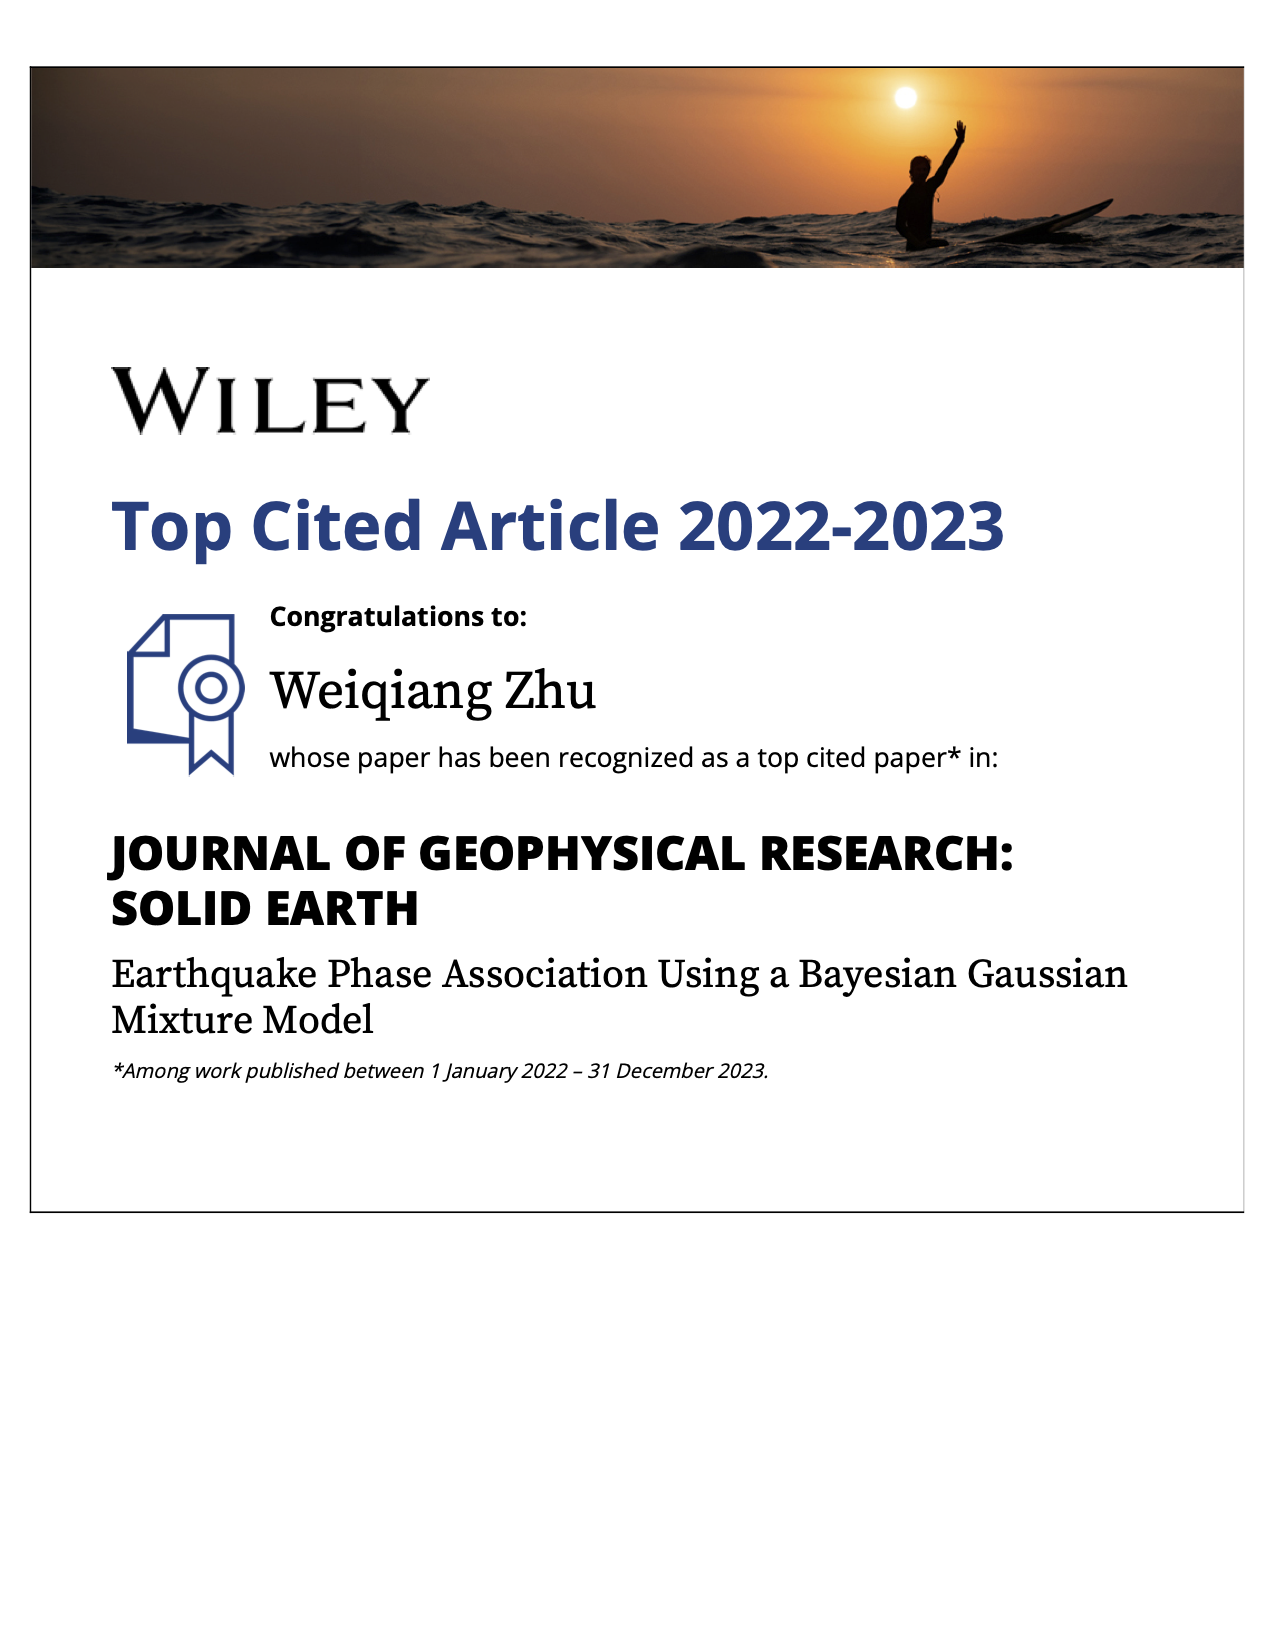 WILEY
Top Cited Article 2022-2023
Congratulations to:
Weiqiang Zhu
whose paper has been recognized as a top cited paper* in:
JOURNAL OF GEOPHYSICAL RESEARCH:
SOLID EARTH
Earthquake Phase Association Using a Bayesian Gaussian
Mixture Model
*Among work published between 1 January 2022 – 31 December 2023.